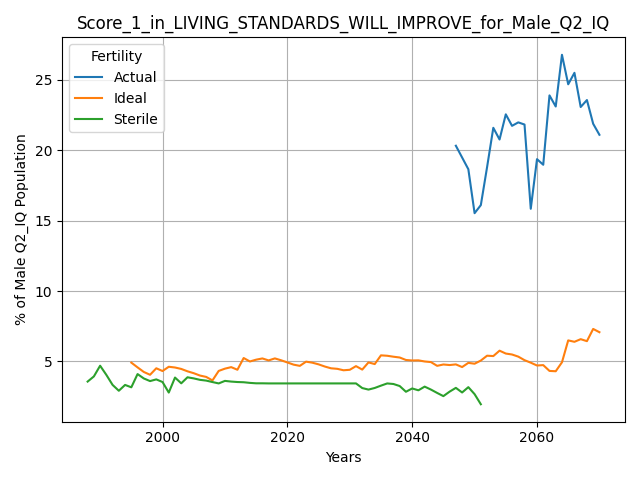 Score_1_in_LIVING_STANDARDS_WILL_IMPROVE_for_Male_Q2_IQ
Fertility
Actual
Ideal
Sterile
% of Male Q2_IQ Population
25
20
15
10
5
2000
2020
2040
2060
Years